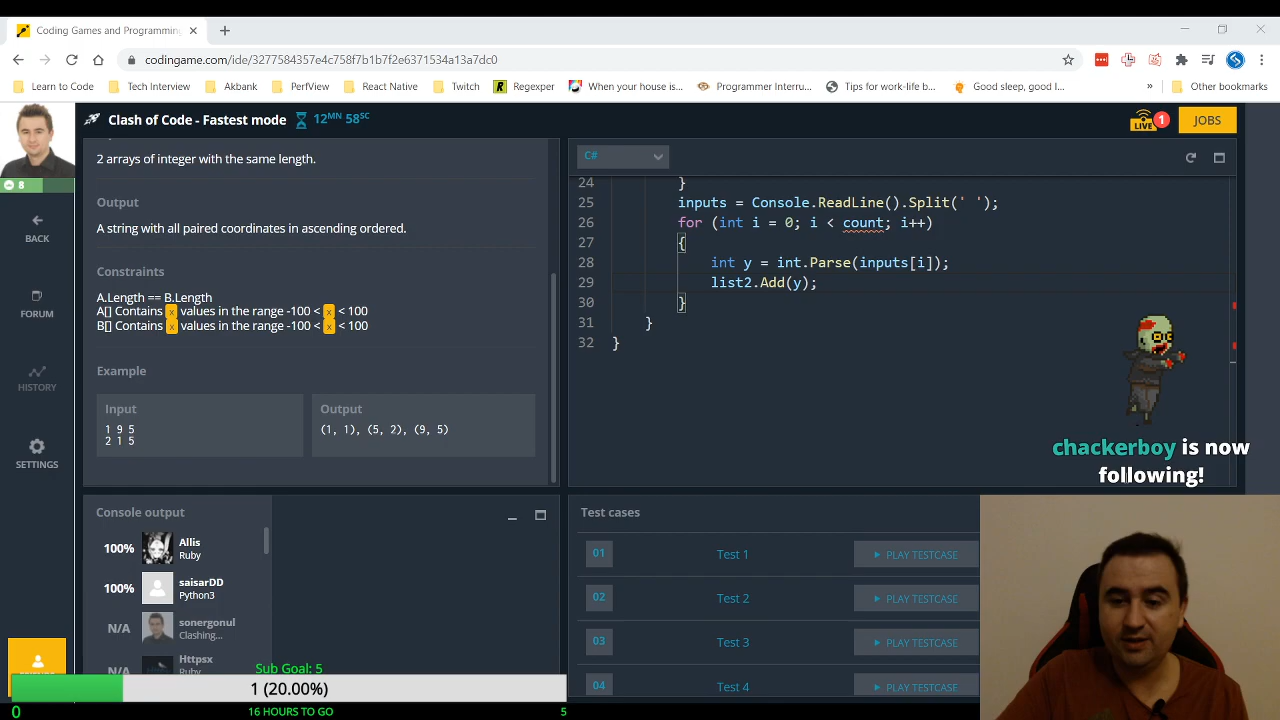 Coding Games and Programming
codingame.com/ide/3277584357e4c758f7b1b7f2e6371534a13a7dc0
Learn to Code
Tech Interview
Akbank
PerfView
React Native
Twitch
Regexper
When your house is...
Programmer Interru...
Tips for work-life b...
Good sleep, good l...
»
Other bookmarks
Clash of Code - Fastest mode
12MN 58SC
LIVE
1
JOBS
8
BACK
FORUM
HISTORY
SETTINGS
2 arrays of integer with the same length.
Output
A string with all paired coordinates in ascending ordered.
Constraints
A.Length == B.Length
A[] Contains x values in the range -100 < x < 100
B[] Contains x values in the range -100 < x < 100
Example
Input
1 9 5
2 1 5
Output
(1, 1), (5, 2), (9, 5)
C#
24 }
25 inputs = Console.ReadLine().Split(' ');
26 for (int i = 0; i < count; i++)
27 {
28 int y = int.Parse(inputs[i]);
29 list2.Add(y);
30 }
31 }
32 }
chackerboy is now
following!
Console output
100%
Allis
Ruby
100%
saisarDD
Python3
N/A
sonergonul
Clashing...
N/A
Httpsx
Ruby
Test cases
01 Test 1 PLAY TESTCASE
02 Test 2 PLAY TESTCASE
03 Test 3 PLAY TESTCASE
04 Test 4 PLAY TESTCASE
Sub Goal: 5
1 (20.00%)
0
16 HOURS TO GO
5